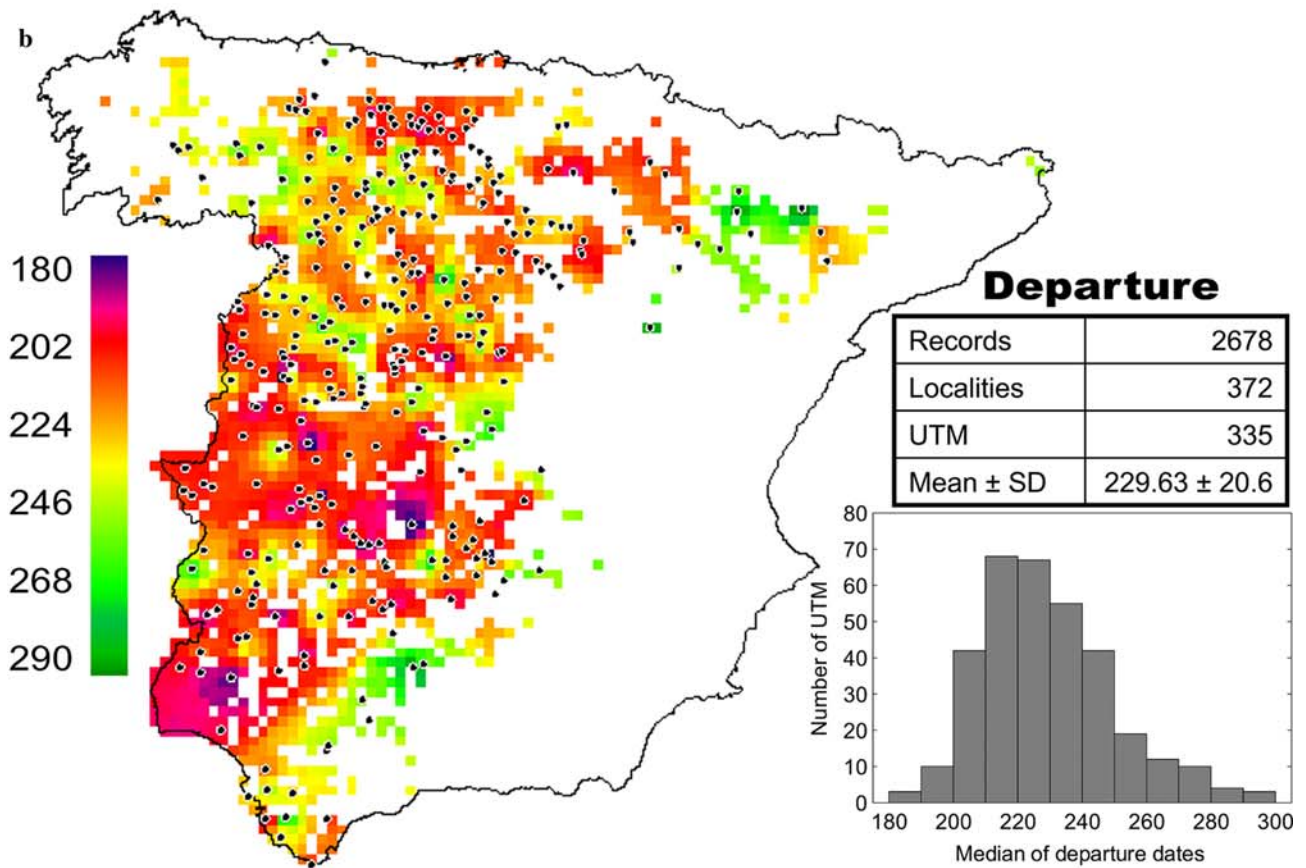 b
180
202
224
246
268
290
Departure
Records 2678
Localities 372
UTM 335
Mean ± SD 229.63 ± 20.6
80
70
60
50
40
30
20
10
0
Number of UTM
180 200 220 240 260 280 300
Median of departure dates